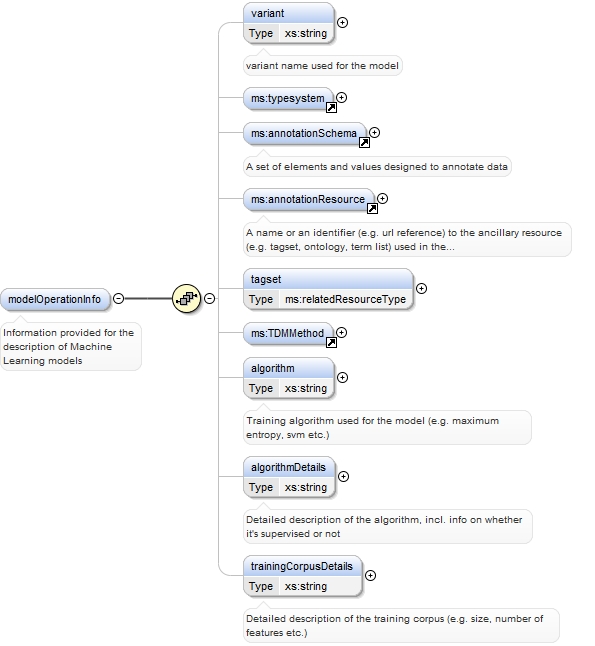 variant
Type xs:string
variant name used for the model
ms:typesystem
ms:annotationSchema
A set of elements and values designed to annotate data
ms:annotationResource
A name or an identifier (e.g. url reference) to the ancillary resource
(e.g. tagset, ontology, term list) used in the...
tagset
Type ms:relatedResourceType
modelOperationInfo
Information provided for the
description of Machine
Learning models
ms:TDMMethod
algorithm
Type xs:string
Training algorithm used for the model (e.g. maximum
entropy, svm etc.)
algorithmDetails
Type xs:string
Detailed description of the algorithm, incl. info on whether
it's supervised or not
trainingCorpusDetails
Type xs:string
Detailed description of the training corpus (e.g. size, number of
features etc.)